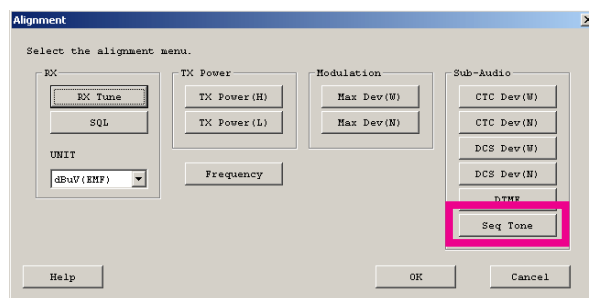 Alignment
Select the alignment menu.
RX
RX Tune
SQL
UNIT
dBuV(EMF)
TX Power
TX Power(H)
TX Power(L)
Frequency
Modulation
Max Dev(W)
Max Dev(N)
Sub-Audio
CTC Dev(W)
CTC Dev(N)
DCS Dev(W)
DCS Dev(N)
DTMF
Seq Tone
Help
OK
Cancel